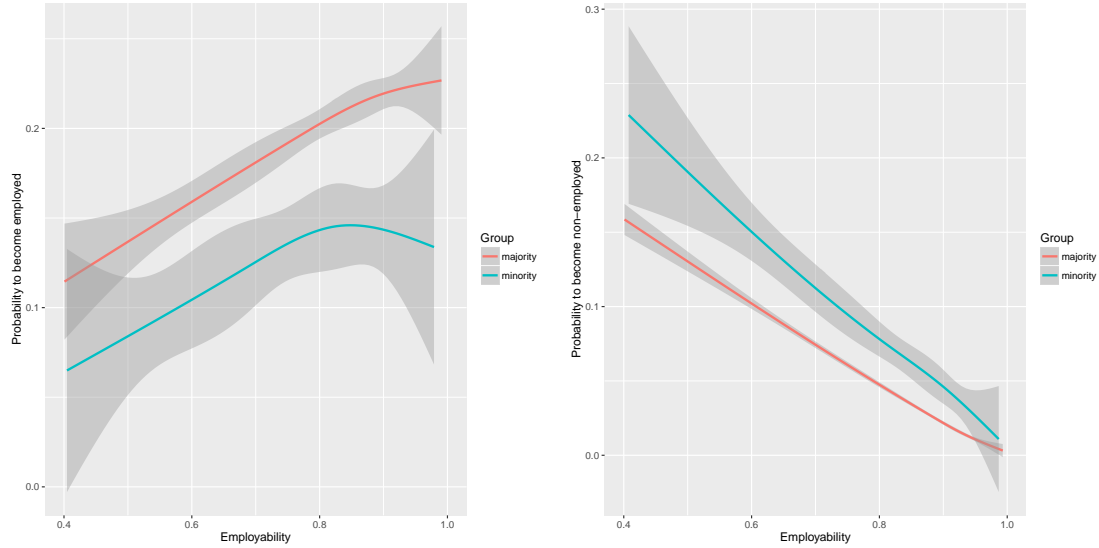 Probability to become employed
0.2
0.1
0.0
0.4
0.6
0.8
1.0
Employability
Group
majority
minority
Probability to become non−employed
0.3
0.2
0.1
0.0
0.4
0.6
0.8
1.0
Employability
Group
majority
minority